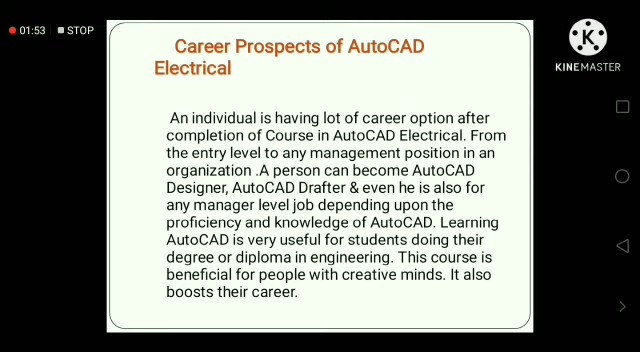 01:53 STOP
Career Prospects of AutoCAD
Electrical
An individual is having lot of career option after
completion of Course in AutoCAD Electrical. From
the entry level to any management position in an
organization .A person can become AutoCAD
Designer, AutoCAD Drafter & even he is also for
any manager level job depending upon the
proficiency and knowledge of AutoCAD. Learning
AutoCAD is very useful for students doing their
degree or diploma in engineering. This course is
beneficial for people with creative minds. It also
boosts their career.
K
KINEMASTER